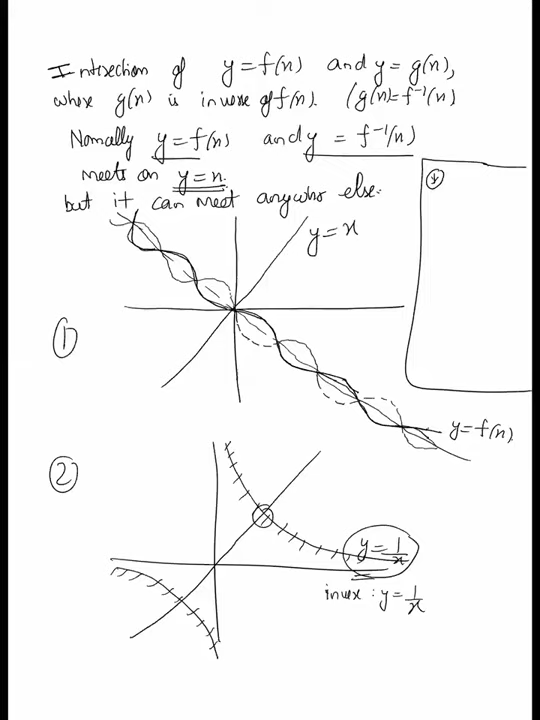 Intersection of y = f(x) and y = g(x),
whose g(x) is inverse of f(x). (g(x) = f⁻¹(x)
Normally y = f(x) and y = f⁻¹(x)
meets on y = x.
but it can meet anywhere else.
y = x
①
y = f(x)
②
y = 1/x
inverse : y = 1/x